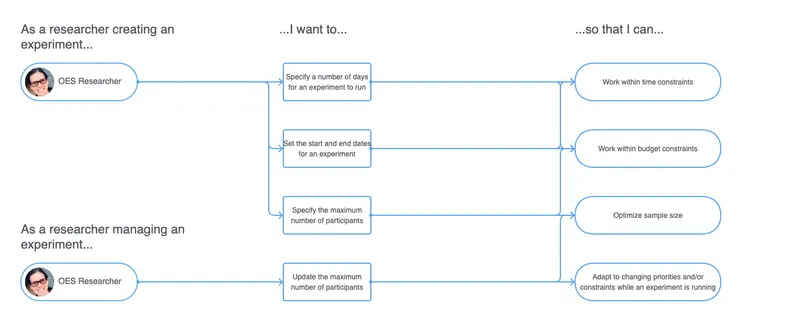 As a researcher creating an
experiment...
...I want to...
...so that I can...
OES Researcher
Specify a number of days
for an experiment to run
Work within time constraints
Set the start and end dates
for an experiment
Work within budget constraints
Specify the maximum
number of participants
Optimize sample size
As a researcher managing an
experiment...
OES Researcher
Update the maximum
number of participants
Adapt to changing priorities and/or
constraints while an experiment is running